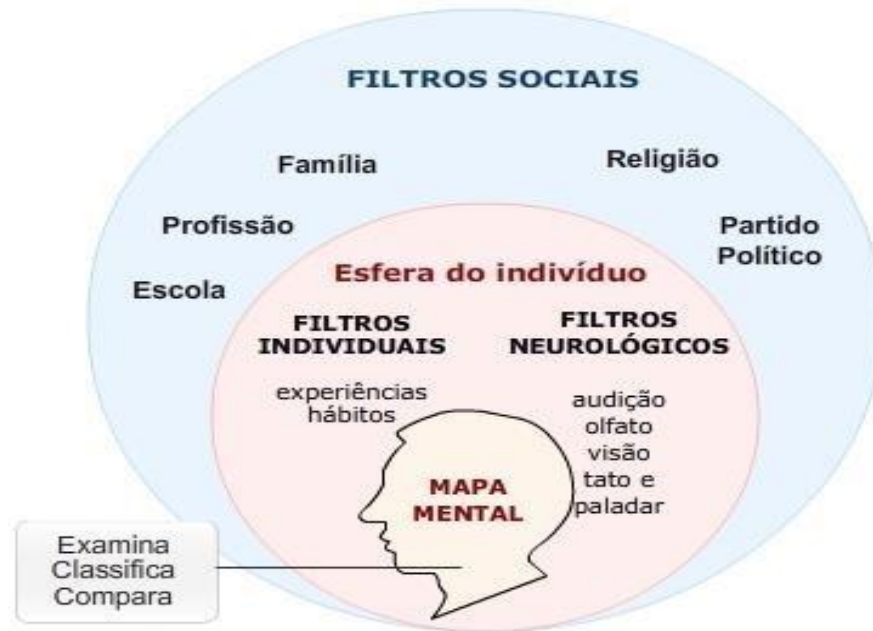 FILTROS SOCIAIS
Família
Religião
Profissão
Partido
Político
Escola
Esfera do indivíduo
FILTROS
INDIVIDUAIS
experiências
hábitos
FILTROS
NEUROLÓGICOS
audição
olfato
visão
tato e
paladar
MAPA
MENTAL
Examina
Classifica
Compara